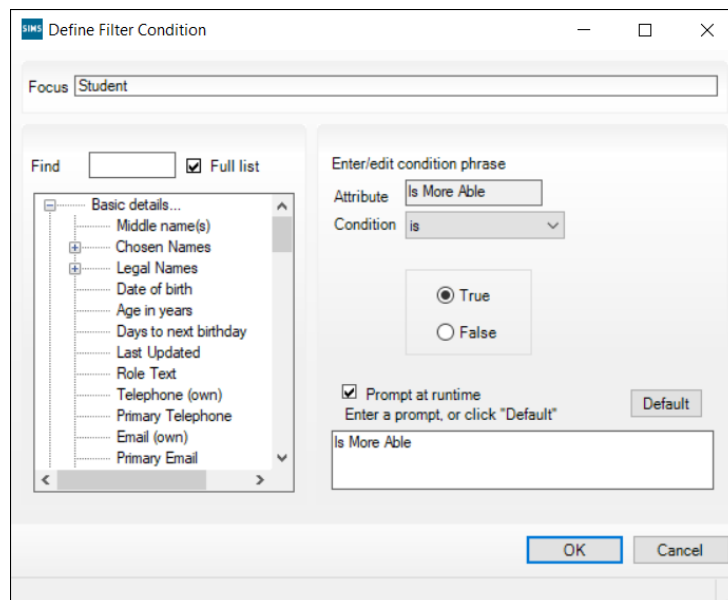 SIMS Define Filter Condition
Focus Student
Find Full list
Basic details...
Middle name(s)
Chosen Names
Legal Names
Date of birth
Age in years
Days to next birthday
Last Updated
Role Text
Telephone (own)
Primary Telephone
Email (own)
Primary Email
Enter/edit condition phrase
Attribute Is More Able
Condition is
True
False
Prompt at runtime
Enter a prompt, or click "Default"
Default
Is More Able
OK Cancel